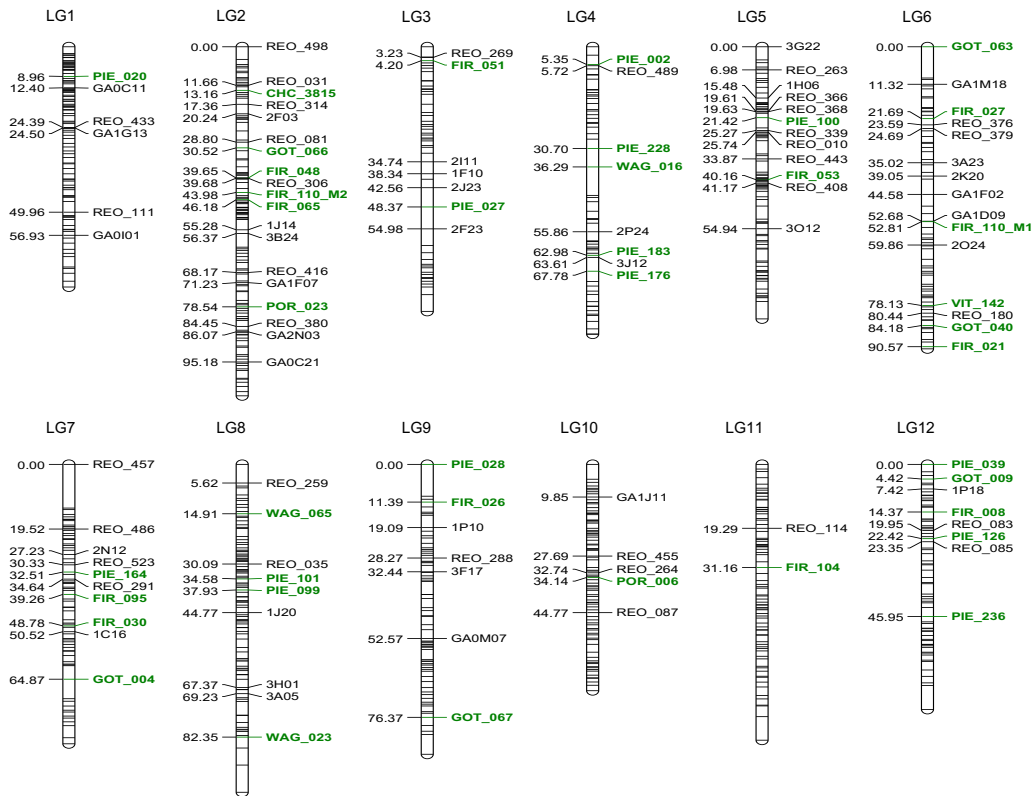 LG1
8.96 PIE_020
12.40 GA0C11
24.39 REO_433
24.50 GA1G13
49.96 REO_111
56.93 GA0I01
LG2
0.00 REO_498
11.66 REO_031
13.16 CHC_3815
17.36 REO_314
20.24 2F03
28.80 REO_081
30.52 GOT_066
39.65 FIR_048
39.68 REO_306
43.98 FIR_110_M2
46.18 FIR_065
55.28 1J14
56.37 3B24
68.17 REO_416
71.23 GA1F07
78.54 POR_023
84.45 REO_380
86.07 GA2N03
95.18 GA0C21
LG3
3.23 REO_269
4.20 FIR_051
34.74 2I11
38.34 1F10
42.56 2J23
48.37 PIE_027
54.98 2F23
LG4
5.35 PIE_002
5.72 REO_489
30.70 PIE_228
36.29 WAG_016
55.86 2P24
62.98 PIE_183
63.61 3J12
67.78 PIE_176
LG5
0.00 3G22
6.98 REO_263
15.48 1H06
19.61 REO_366
19.63 REO_368
21.42 PIE_100
25.27 REO_339
25.74 REO_010
33.87 REO_443
40.16 FIR_053
41.17 REO_408
54.94 3O12
LG6
0.00 GOT_063
11.32 GA1M18
21.69 FIR_027
23.59 REO_376
24.69 REO_379
35.02 3A23
39.05 2K20
44.58 GA1F02
52.68 GA1D09
52.81 FIR_110_M1
59.86 2O24
78.13 VIT_142
80.44 REO_180
84.18 GOT_040
90.57 FIR_021
LG7
0.00 REO_457
19.52 REO_486
27.23 2N12
30.33 REO_523
32.51 PIE_164
34.64 REO_291
39.26 FIR_095
48.78 FIR_030
50.52 1C16
64.87 GOT_004
LG8
5.62 REO_259
14.91 WAG_065
30.09 REO_035
34.58 PIE_101
37.93 PIE_099
44.77 1J20
67.37 3H01
69.23 3A05
82.35 WAG_023
LG9
0.00 PIE_028
11.39 FIR_026
19.09 1P10
28.27 REO_288
32.44 3F17
52.57 GA0M07
76.37 GOT_067
LG10
9.85 GA1J11
27.69 REO_455
32.74 REO_264
34.14 POR_006
44.77 REO_087
LG11
19.29 REO_114
31.16 FIR_104
LG12
0.00 PIE_039
4.42 GOT_009
7.42 1P18
14.37 FIR_008
19.95 REO_083
22.42 PIE_126
23.35 REO_085
45.95 PIE_236